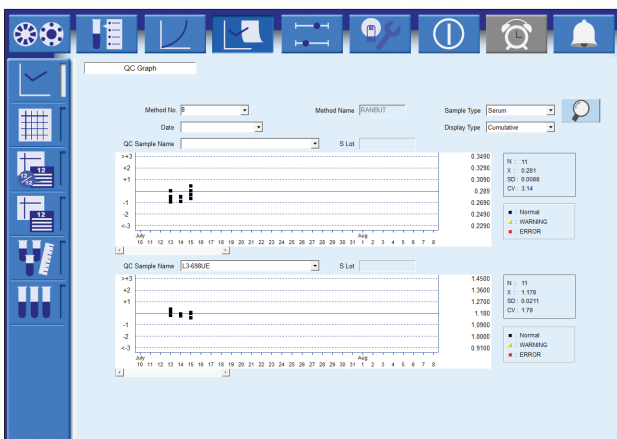 QC Graph
Method No. 8 Method Name RANBUT Sample Type Serum
Date Display Type Cumulative
QC Sample Name S Lot
>+3 0.3490
+2 0.3290
+1 0.3090
0.289
-1 0.2690
-2 0.2490
<-3 0.2290
N : 11
X : 0.281
SD : 0.0088
CV : 3.14
: Normal
: WARNING
: ERROR
July Aug
10 11 12 13 14 15 16 17 18 19 20 21 22 23 24 25 26 27 28 29 30 31 1 2 3 4 5 6 7 8
QC Sample Name L3-698UE S Lot
>+3 1.4500
+2 1.3600
+1 1.2700
1.180
-1 1.0900
-2 1.0000
<-3 0.9100
N : 11
X : 1.178
SD : 0.0211
CV : 1.79
: Normal
: WARNING
: ERROR
July Aug
10 11 12 13 14 15 16 17 18 19 20 21 22 23 24 25 26 27 28 29 30 31 1 2 3 4 5 6 7 8
12
12
12